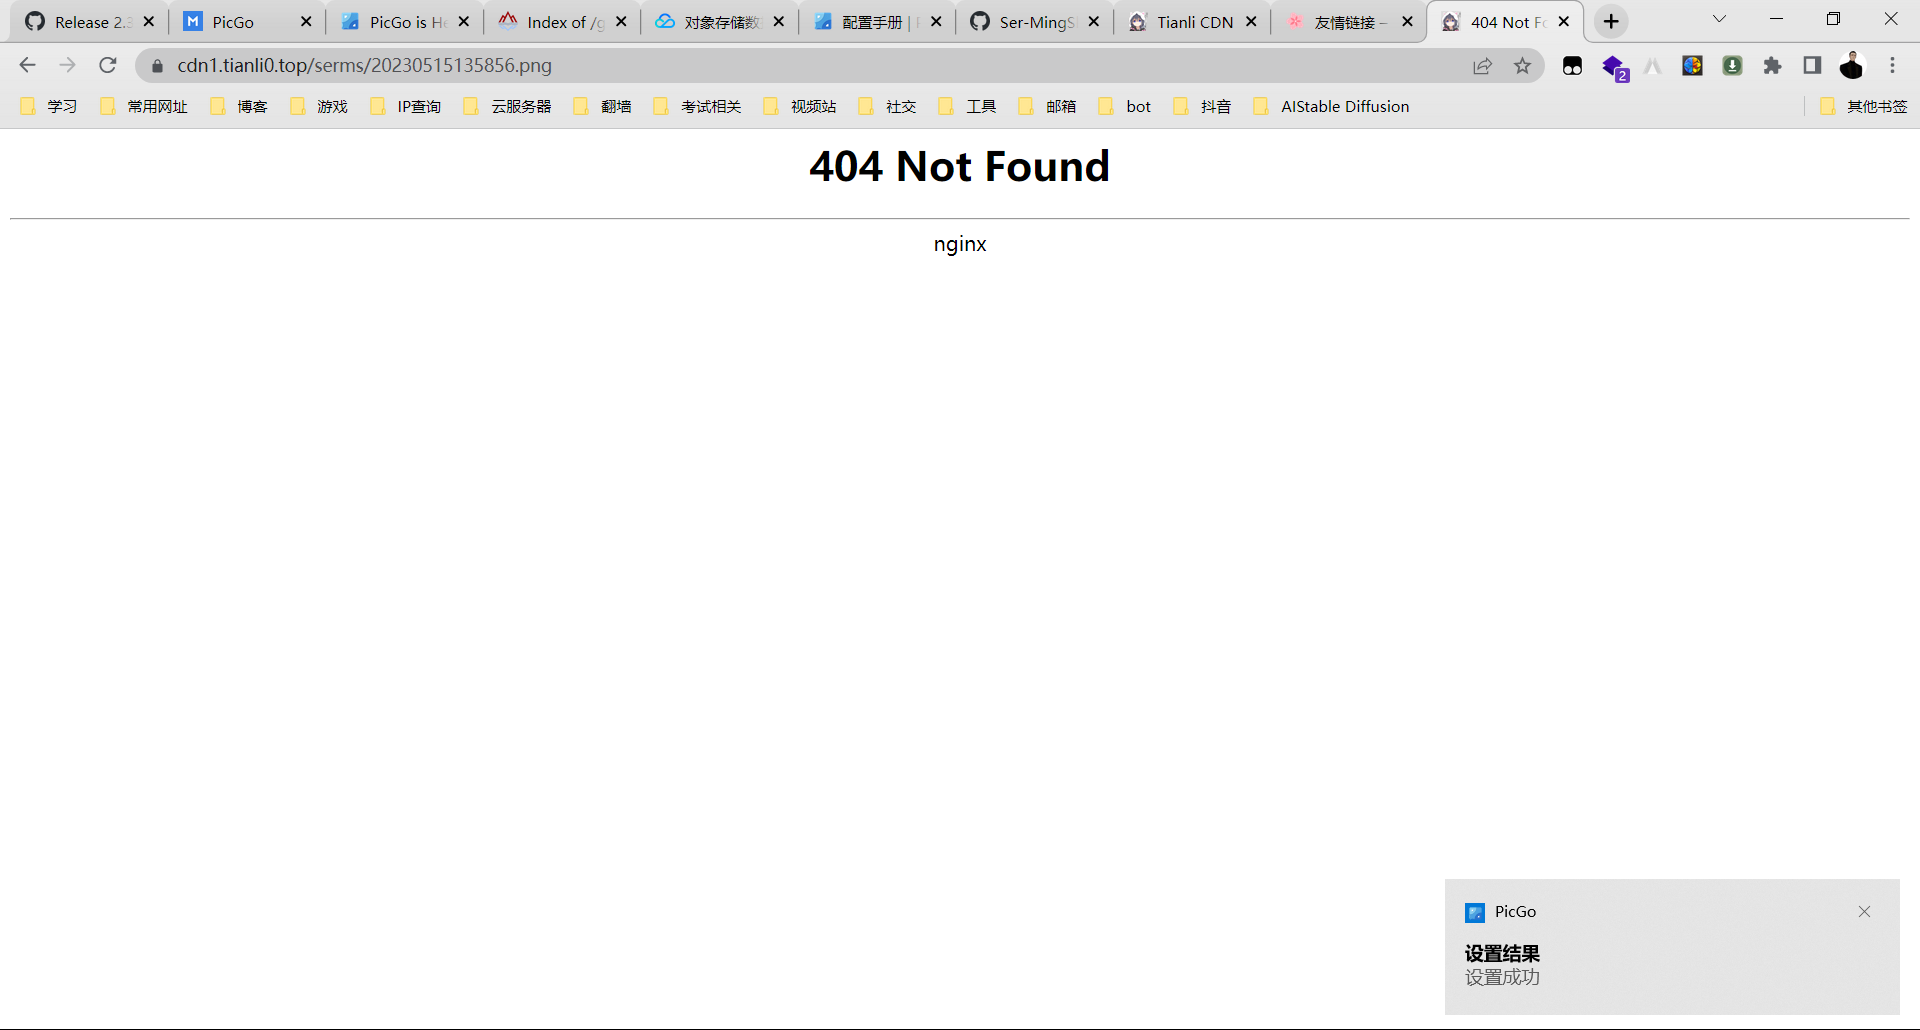 Release 2.3
PicGo
PicGo is He
Index of /g
对象存储数
配置手册 |
Ser-MingS
Tianli CDN
友情链接 –
404 Not Fo
cdn1.tianli0.top/serms/20230515135856.png
2
学习
常用网址
博客
游戏
IP查询
云服务器
翻墙
考试相关
视频站
社交
工具
邮箱
bot
抖音
AIStable Diffusion
其他书签
404 Not Found
nginx
PicGo
设置结果
设置成功